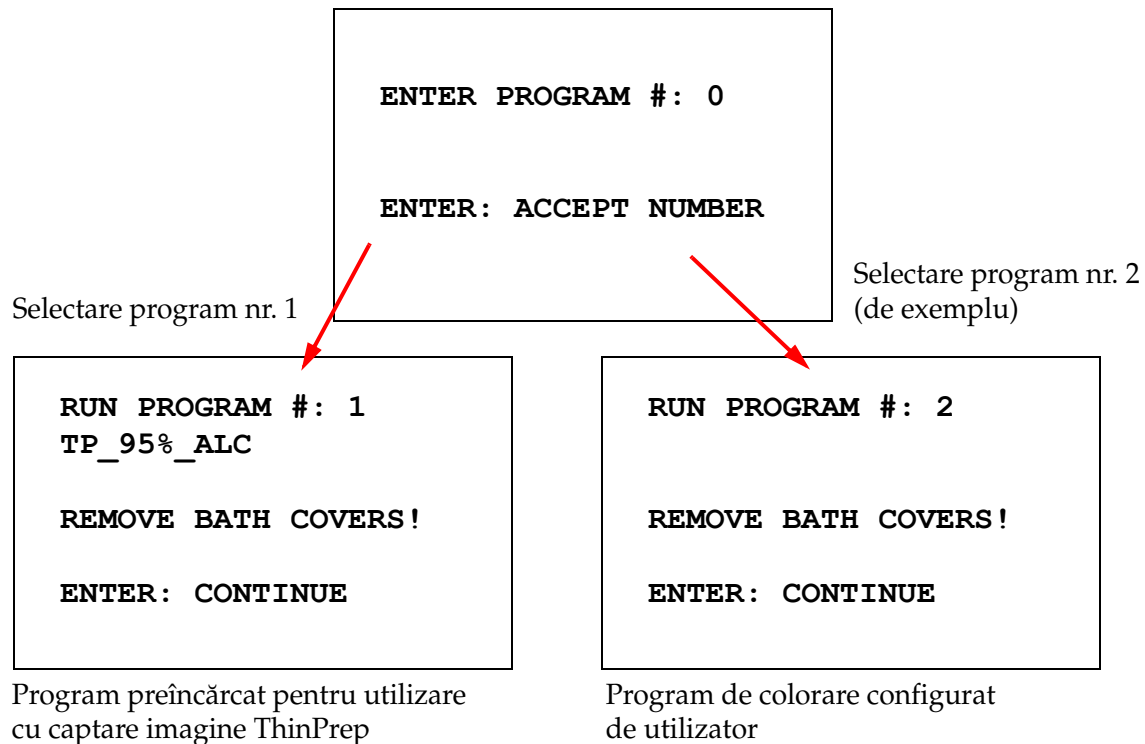 ENTER PROGRAM #: 0
ENTER: ACCEPT NUMBER
Selectare program nr. 1
Selectare program nr. 2
(de exemplu)
RUN PROGRAM #: 1
TP_95%_ALC
REMOVE BATH COVERS!
ENTER: CONTINUE
RUN PROGRAM #: 2
REMOVE BATH COVERS!
ENTER: CONTINUE
Program preîncărcat pentru utilizare
cu captare imagine ThinPrep
Program de colorare configurat
de utilizator